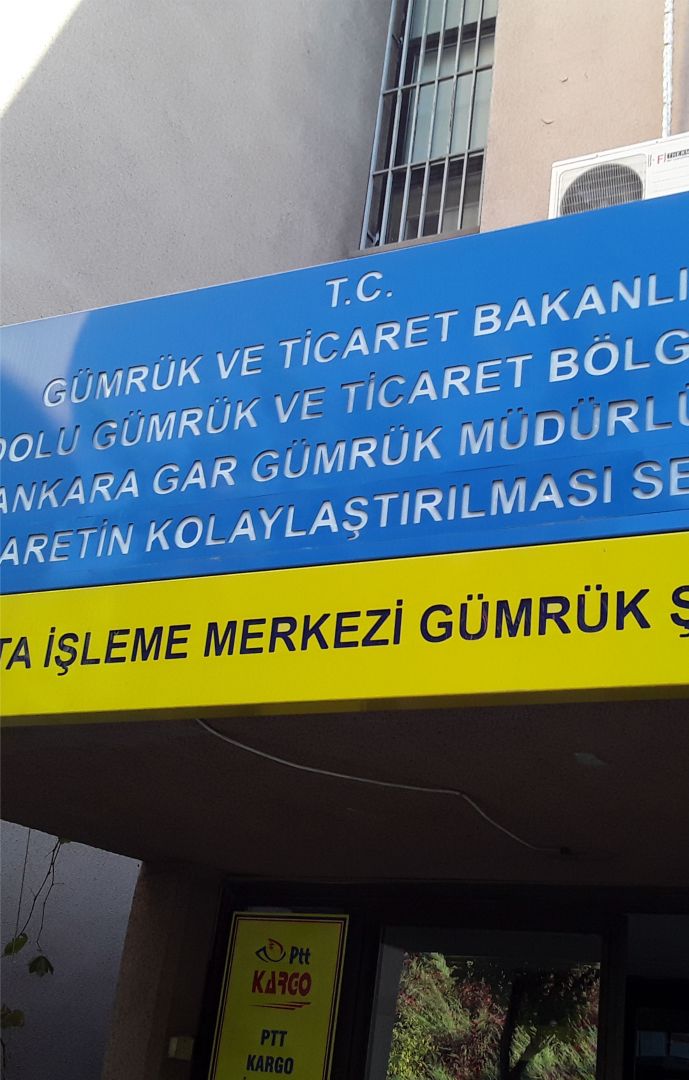 T.C.
GÜMRÜK VE TİCARET BAKANLI
DOLU GÜMRÜK VE TİCARET BÖLG
ANKARA GAR GÜMRÜK MÜDÜRLÜ
ARETİN KOLAYLAŞTIRILMASI SE
TA İŞLEME MERKEZİ GÜMRÜK Ş
Ptt
KARGO
PTT
KARGO